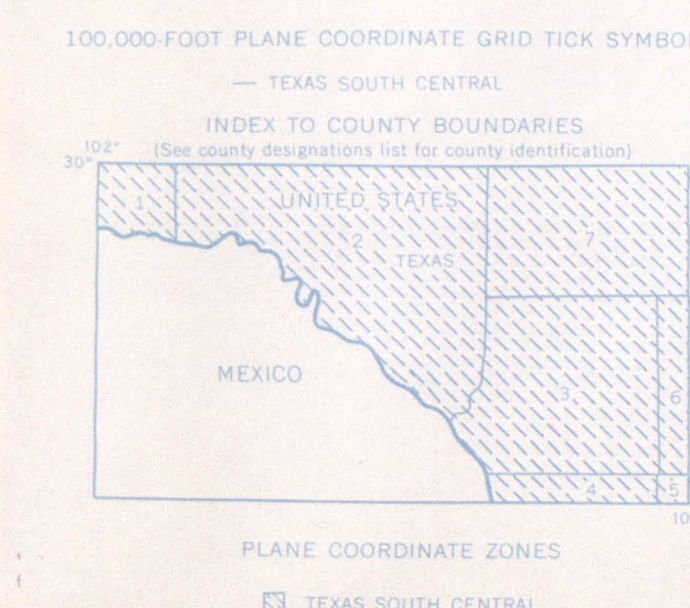 100,000-FOOT PLANE COORDINATE GRID TICK
— TEXAS SOUTH CENTRAL
INDEX TO COUNTY BOUNDARIES
102°
(See county designations list for county identification)
30°
1
UNITED STATES
2
7
TEXAS
MEXICO
3
6
4
5
10
PLANE COORDINATE ZONES
TEXAS SOUTH CENTRAL